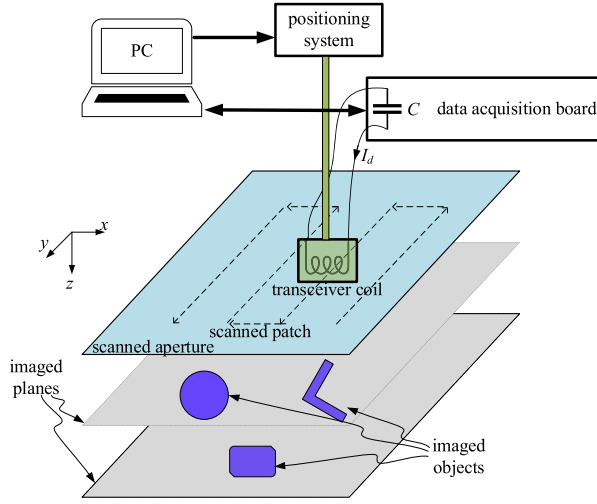 positioning
system
PC
C
data acquisition board
I_d
x
y
z
transceiver coil
scanned patch
scanned aperture
imaged
planes
imaged
objects